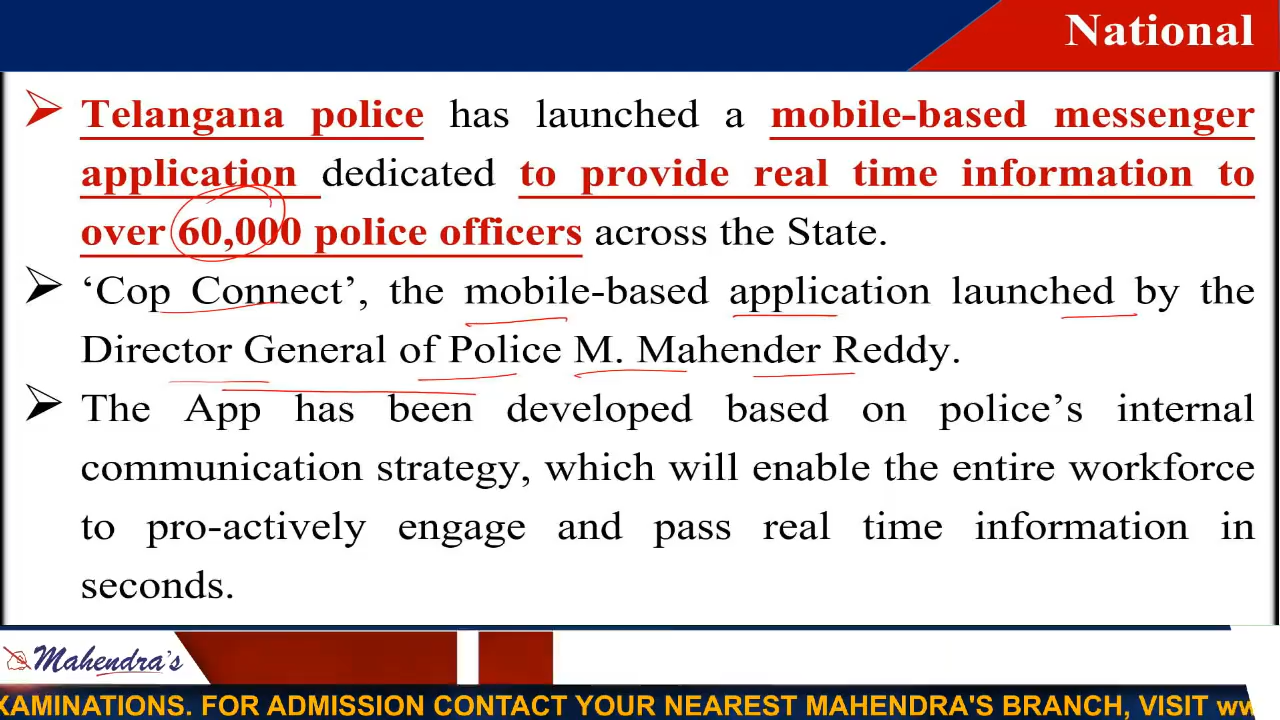 National
➢ Telangana police has launched a mobile-based messenger
application dedicated to provide real time information to
over 60,000 police officers across the State.
➢ ‘Cop Connect’, the mobile-based application launched by the
Director General of Police M. Mahender Reddy.
➢ The App has been developed based on police’s internal
communication strategy, which will enable the entire workforce
to pro-actively engage and pass real time information in
seconds.
Mahendra's
XAMINATIONS. FOR ADMISSION CONTACT YOUR NEAREST MAHENDRA'S BRANCH, VISIT ww